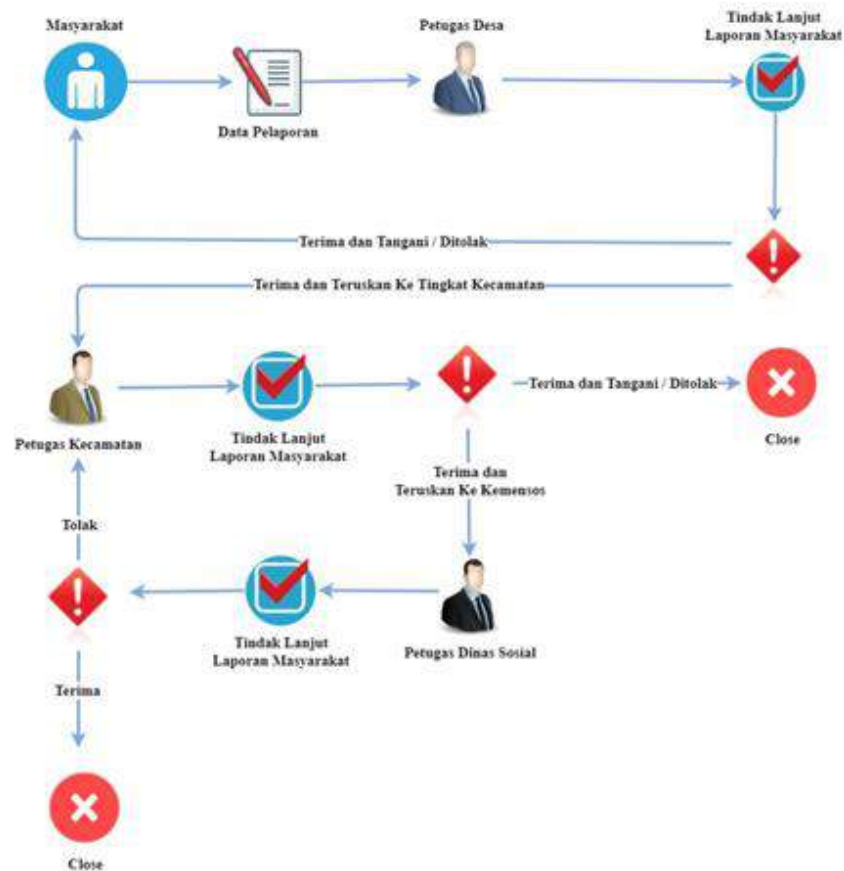 Masyarakat
Petugas Desa
Tindak Lanjut
Laporan Masyarakat
Data Pelaporan
Terima dan Tangani / Ditolak
Terima dan Teruskan Ke Tingkat Kecamatan
Terima dan Tangani / Ditolak
Petugas Kecamatan
Tindak Lanjut
Laporan Masyarakat
Close
Terima dan
Teruskan Ke Kemensos
Tolak
Tindak Lanjut
Laporan Masyarakat
Petugas Dinas Sosial
Terima
Close